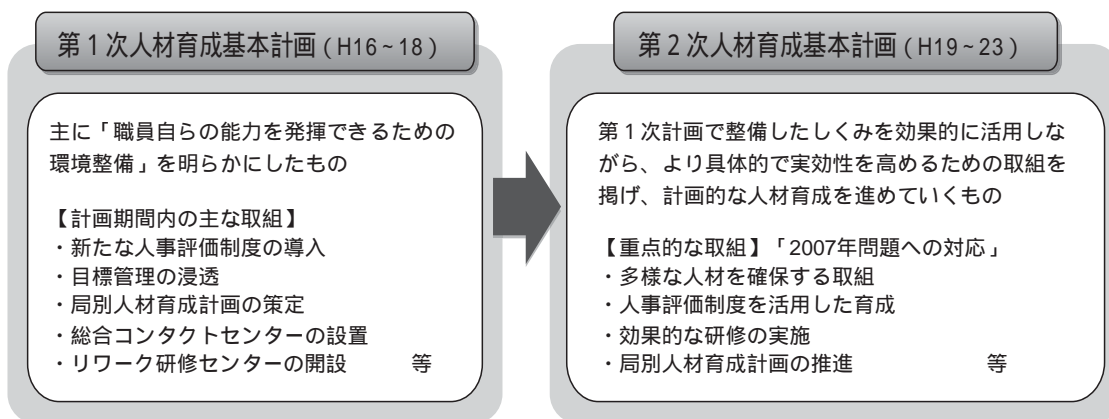 第1次人材育成基本計画(H16~18)
主に「職員自らの能力を発揮できるための
環境整備」を明らかにしたもの
【計画期間内の主な取組】
・新たな人事評価制度の導入
・目標管理の浸透
・局別人材育成計画の策定
・総合コンタクトセンターの設置
・リワーク研修センターの開設 等
第2次人材育成基本計画(H19~23)
第1次計画で整備したしくみを効果的に活用しな
がら、より具体的で実効性を高めるための取組を
掲げ、計画的な人材育成を進めていくもの
【重点的な取組】「2007年問題への対応」
・多様な人材を確保する取組
・人事評価制度を活用した育成
・効果的な研修の実施
・局別人材育成計画の推進 等